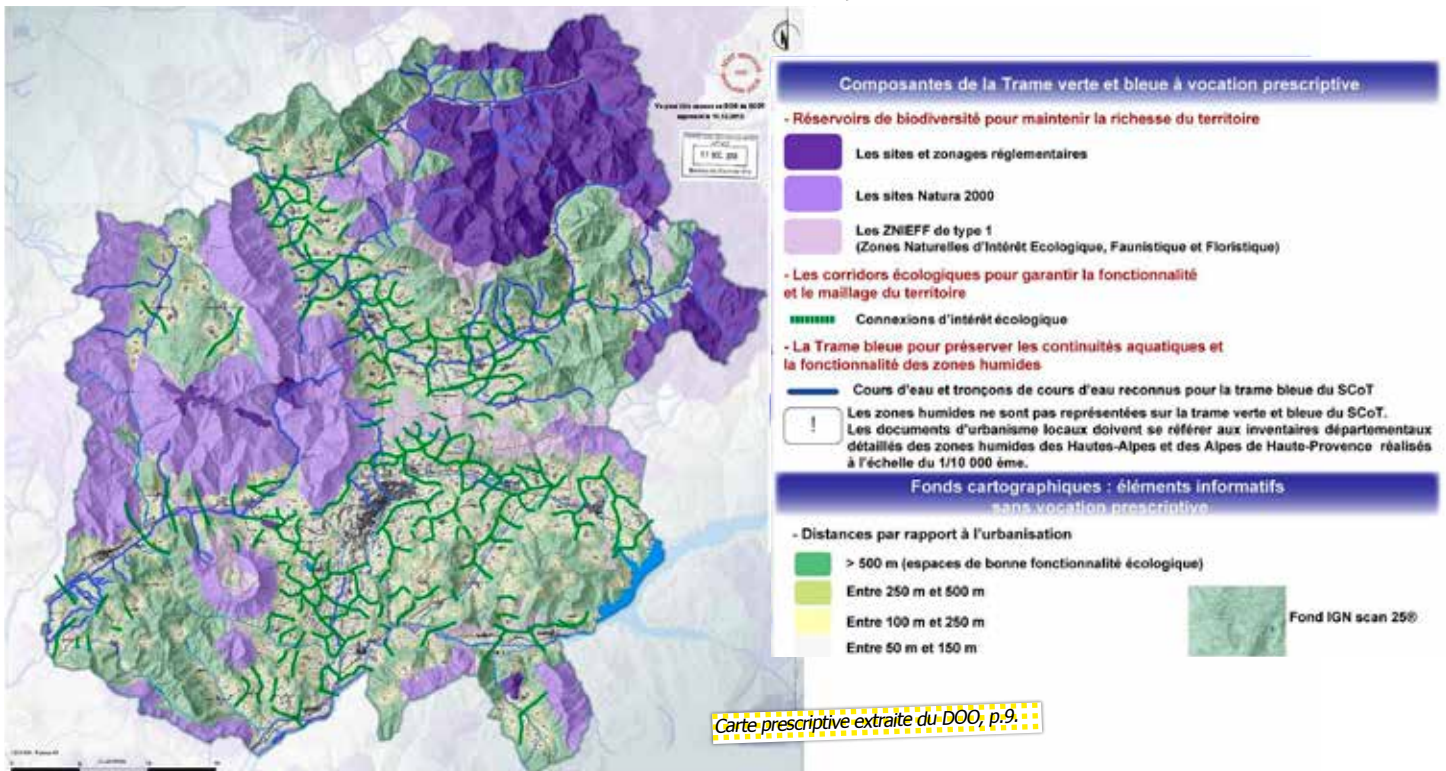 Composantes de la Trame verte et bleue à vocation prescriptive
- Réservoirs de biodiversité pour maintenir la richesse du territoire
Les sites et zonages réglementaires
Les sites Natura 2000
Les ZNIEFF de type 1
(Zones Naturelles d'Intérêt Ecologique, Faunistique et Floristique)
- Les corridors écologiques pour garantir la fonctionnalité
et le maillage du territoire
Connexions d'intérêt écologique
- La Trame bleue pour préserver les continuités aquatiques et
la fonctionnalité des zones humides
Cours d'eau et tronçons de cours d'eau reconnus pour la trame bleue du SCoT
!
Les zones humides ne sont pas représentées sur la trame verte et bleue du SCoT.
Les documents d'urbanisme locaux doivent se référer aux inventaires départementaux
détaillés des zones humides des Hautes-Alpes et des Alpes de Haute-Provence réalisés
à l'échelle du 1/10 000 ème.
Fonds cartographiques : éléments informatifs
sans vocation prescriptive
- Distances par rapport à l'urbanisation
> 500 m (espaces de bonne fonctionnalité écologique)
Entre 250 m et 500 m
Entre 100 m et 250 m
Entre 50 m et 150 m
Fond IGN scan 25®
Carte prescriptive extraite du DOO, p.9.